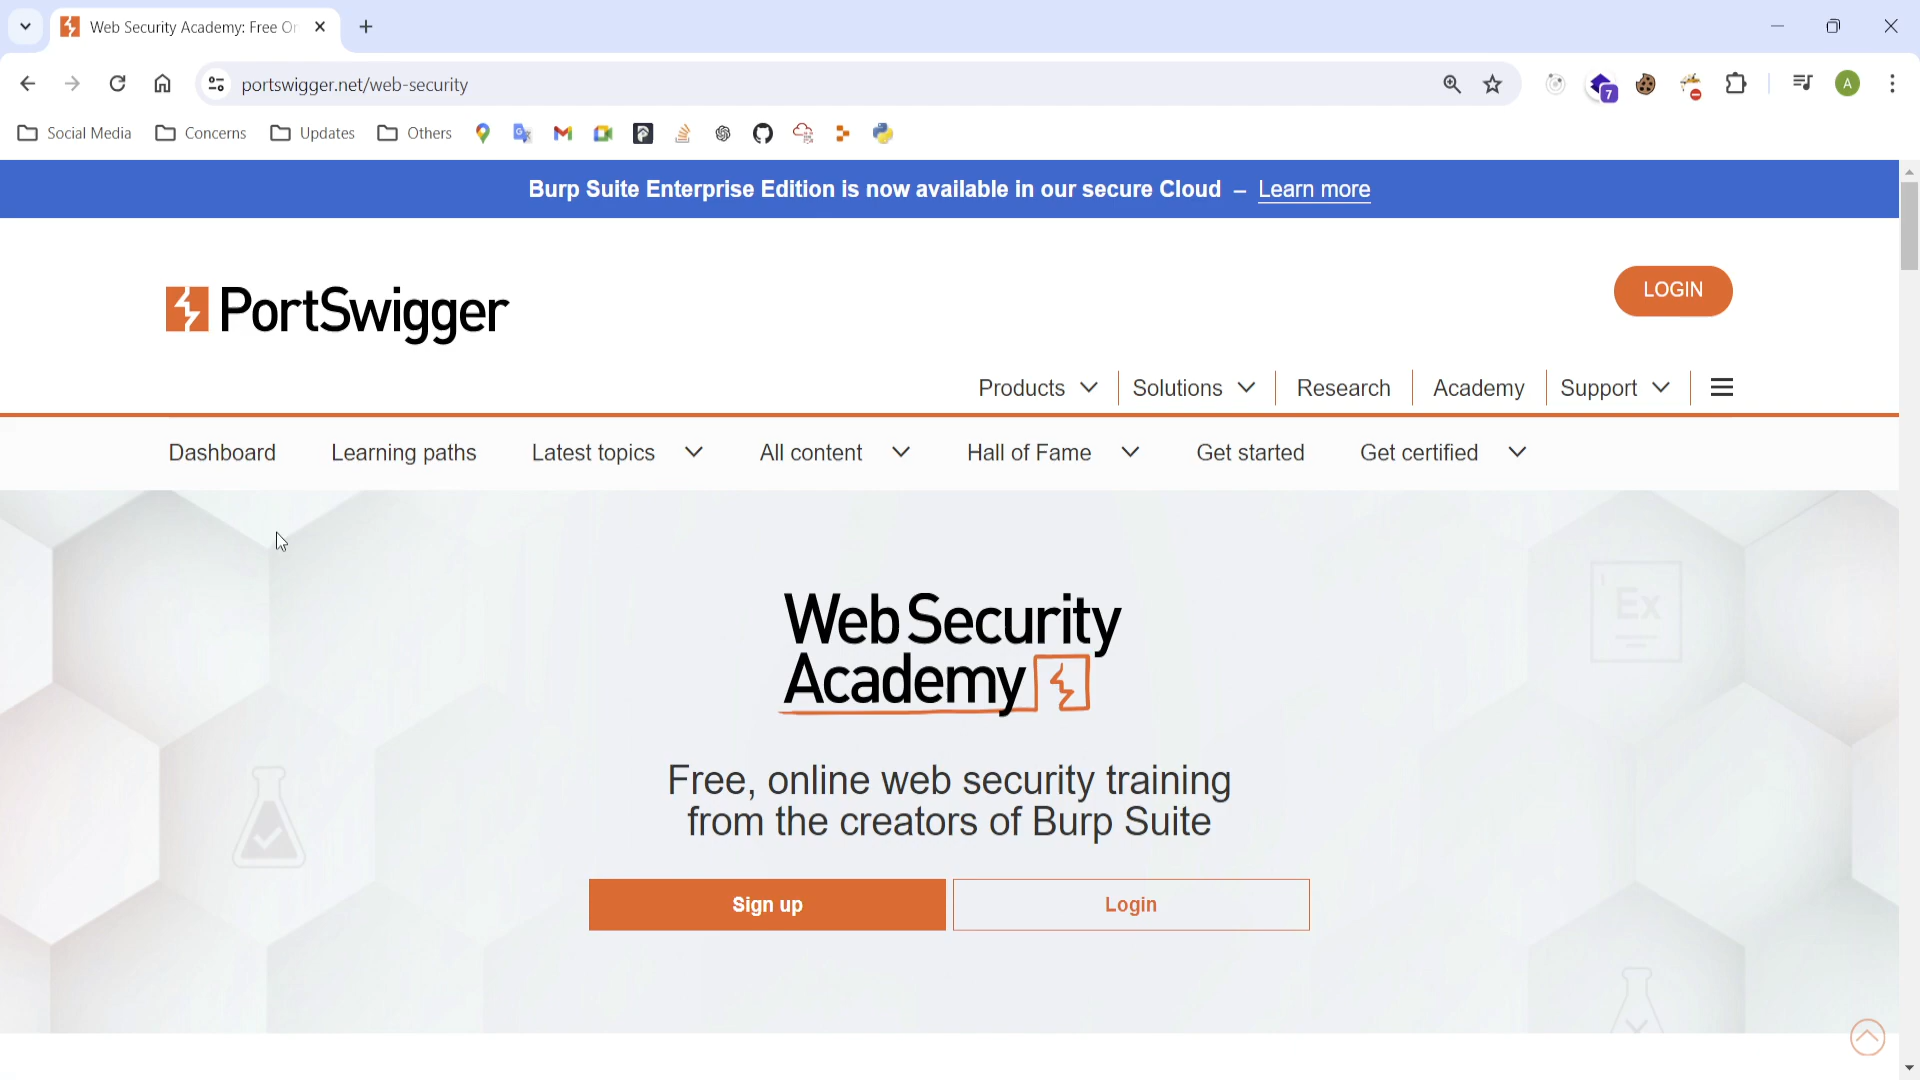 Web Security Academy: Free Or
portswigger.net/web-security
7
A
Social Media
Concerns
Updates
Others
Burp Suite Enterprise Edition is now available in our secure Cloud – Learn more
PortSwigger
LOGIN
Products
Solutions
Research
Academy
Support
Dashboard
Learning paths
Latest topics
All content
Hall of Fame
Get started
Get certified
Ex
Web Security
Academy
Free, online web security training
from the creators of Burp Suite
Sign up
Login